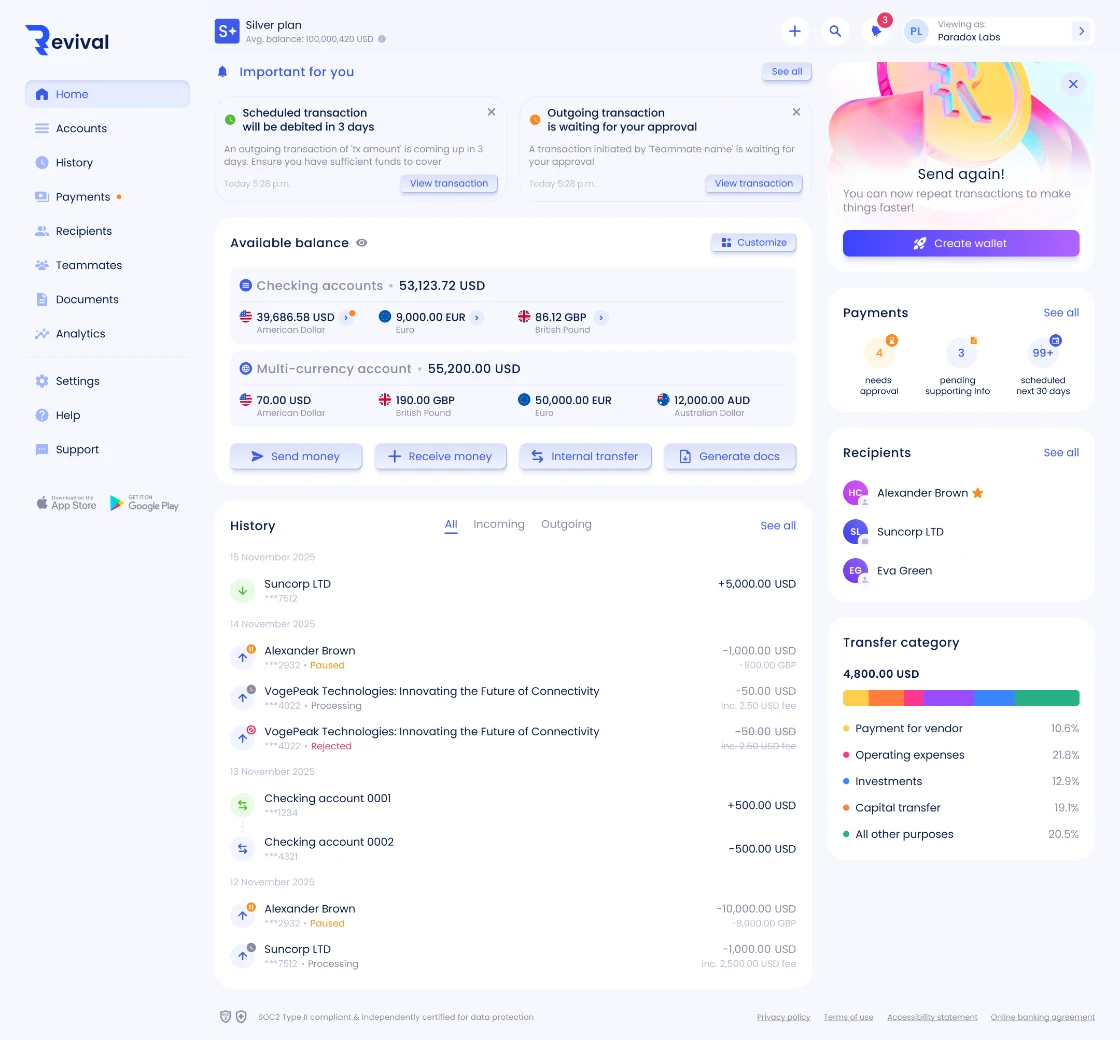 Revival
Home
Accounts
History
Payments
Recipients
Teammates
Documents
Analytics
Settings
Help
Support
Download on the
App Store
GET IT ON
Google Play
S+
Silver plan
Avg. balance: 100,000,420 USD
3
PL
Viewing as:
Paradox Labs
Important for you
See all
Scheduled transaction
will be debited in 3 days
An outgoing transaction of 'tx amount' is coming up in 3
days. Ensure you have sufficient funds to cover
Today 5:28 p.m.
View transaction
Outgoing transaction
is waiting for your approval
A transaction initiated by 'Teammate name' is waiting for
your approval
Today 5:28 p.m.
View transaction
Available balance
Customize
Checking accounts • 53,123.72 USD
39,686.58 USD
American Dollar
9,000.00 EUR
Euro
86.12 GBP
British Pound
Multi-currency account • 55,200.00 USD
70.00 USD
American Dollar
190.00 GBP
British Pound
50,000.00 EUR
Euro
12,000.00 AUD
Australian Dollar
Send money
Receive money
Internal transfer
Generate docs
History
All
Incoming
Outgoing
See all
15 November 2025
Suncorp LTD
***7512
+5,000.00 USD
14 November 2025
Alexander Brown
***2932 • Paused
-1,000.00 USD
-900.00 GBP
VogePeak Technologies: Innovating the Future of Connectivity
***4022 • Processing
-50.00 USD
inc. 2.50 USD fee
VogePeak Technologies: Innovating the Future of Connectivity
***4022 • Rejected
-50.00 USD
inc. 2.50 USD fee
13 November 2025
Checking account 0001
***1234
+500.00 USD
Checking account 0002
***4321
-500.00 USD
12 November 2025
Alexander Brown
***2932 • Paused
-10,000.00 USD
-9,000.00 GBP
Suncorp LTD
***7512 • Processing
-1,000.00 USD
inc. 2,500.00 USD fee
Send again!
You can now repeat transactions to make
things faster!
Create wallet
Payments
See all
4
needs
approval
3
pending
supporting info
99+
scheduled
next 30 days
Recipients
See all
HC
Alexander Brown
SL
Suncorp LTD
EG
Eva Green
Transfer category
4,800.00 USD
Payment for vendor 10.6%
Operating expenses 21.8%
Investments 12.9%
Capital transfer 19.1%
All other purposes 20.5%
SOC2 Type II compliant & Independently certified for data protection
Privacy policy
Terms of use
Accessibility statement
Online banking agreement